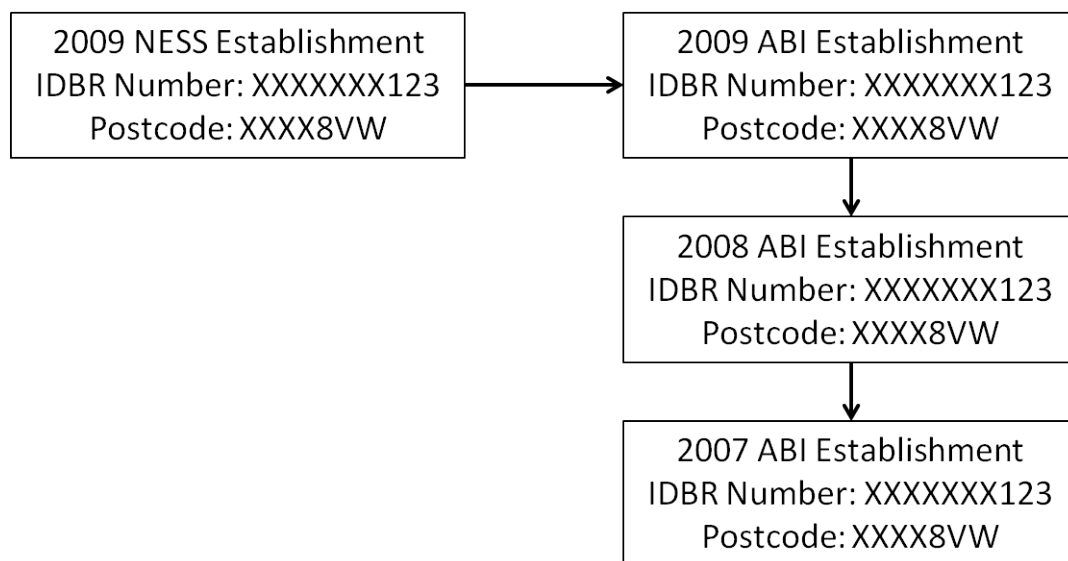 2009 NESS Establishment
IDBR Number: XXXXXXX123
Postcode: XXXX8VW
2009 ABI Establishment
IDBR Number: XXXXXXX123
Postcode: XXXX8VW
2008 ABI Establishment
IDBR Number: XXXXXXX123
Postcode: XXXX8VW
2007 ABI Establishment
IDBR Number: XXXXXXX123
Postcode: XXXX8VW